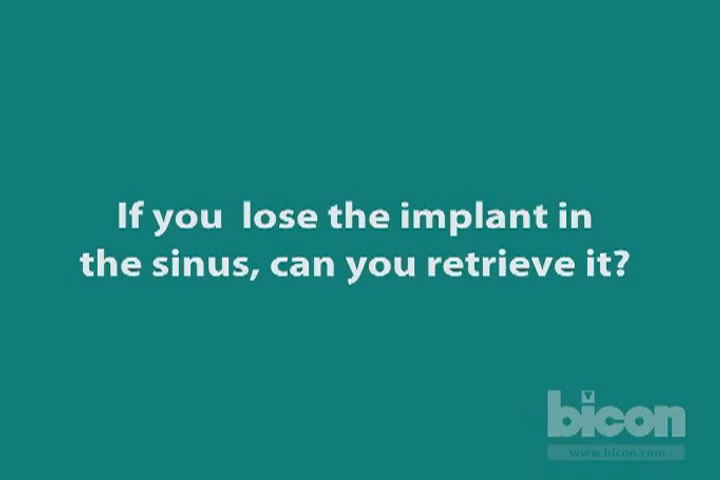 If you  lose the implant in
the sinus, can you retrieve it?
bicon
www.bicon.com